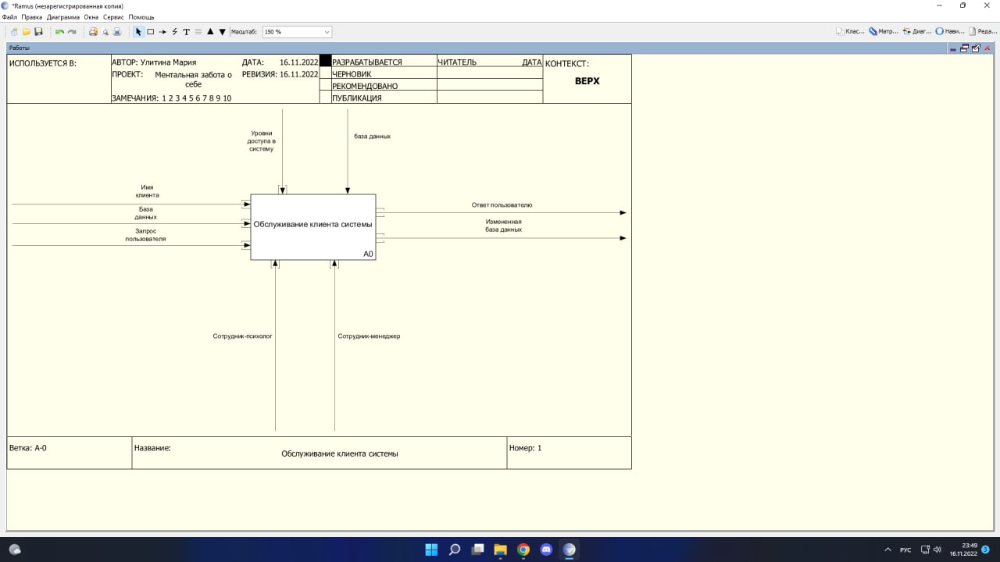 *Ramus (незарегистрированная копия)
Файл Правка Диаграмма Окна Сервис Помощь
Масштаб: 150 % Клас... Матр... Диаг... Нави... Реда...
Работы
ИСПОЛЬЗУЕТСЯ В: АВТОР: Улитина Мария ДАТА: 16.11.2022 РАЗРАБАТЫВАЕТСЯ ЧИТАТЕЛЬ ДАТА КОНТЕКСТ:
ПРОЕКТ: Ментальная забота о себе РЕВИЗИЯ: 16.11.2022 ЧЕРНОВИК
ВЕРХ
РЕКОМЕНДОВАНО
ЗАМЕЧАНИЯ: 1 2 3 4 5 6 7 8 9 10 ПУБЛИКАЦИЯ
Уровни
доступа в
систему
база данных
Имя
клиента
База
данных
Запрос
пользователя
Обслуживание клиента системы
A0
Ответ пользователю
Измененная
база данных
Сотрудник-психолог
Сотрудник-менеджер
Ветка: A-0 Название: Обслуживание клиента системы Номер: 1
РУС
23:49
16.11.2022
3